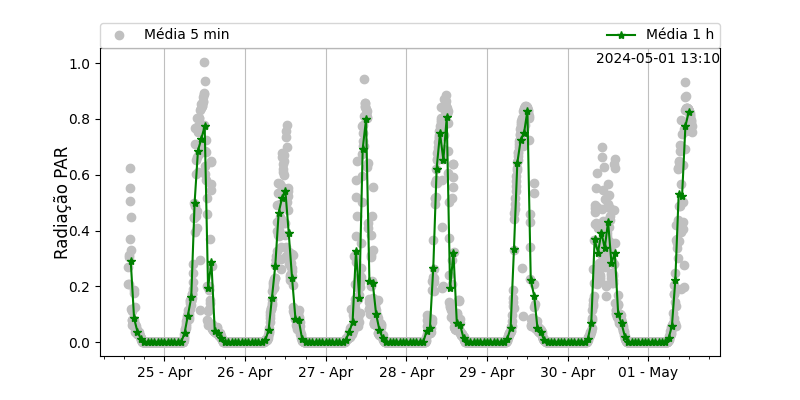 Média 5 min
Média 1 h
2024-05-01 13:10
Radiação PAR
1.0
0.8
0.6
0.4
0.2
0.0
25 - Apr
26 - Apr
27 - Apr
28 - Apr
29 - Apr
30 - Apr
01 - May